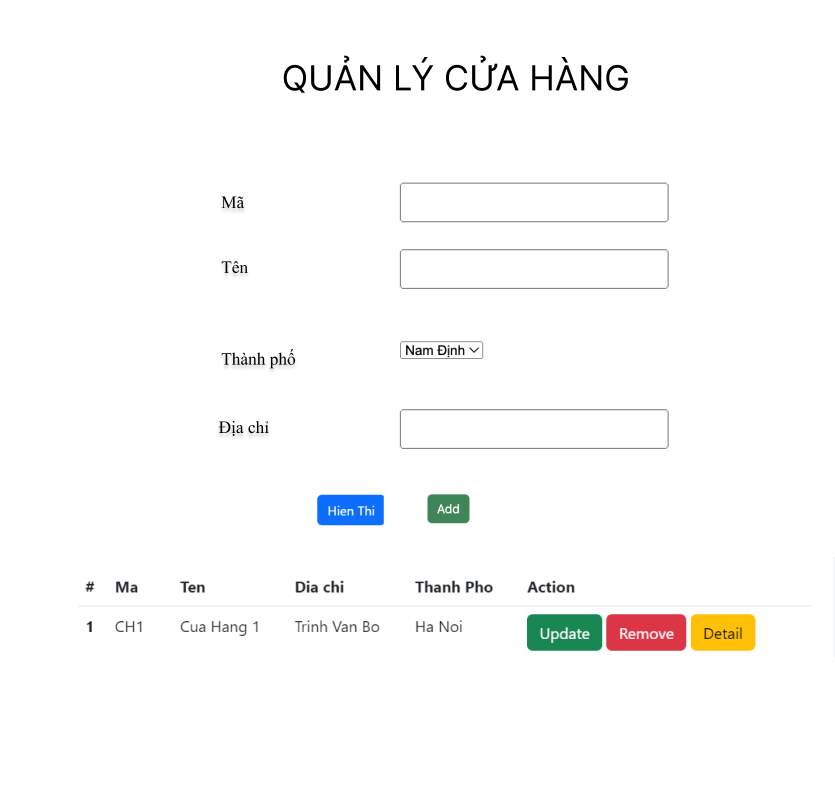 QUẢN LÝ CỬA HÀNG
Mã
Tên
Thành phố Nam Định
Địa chỉ
Hien Thi Add
# Ma Ten Dia chi Thanh Pho Action
1 CH1 Cua Hang 1 Trinh Van Bo Ha Noi Update Remove Detail